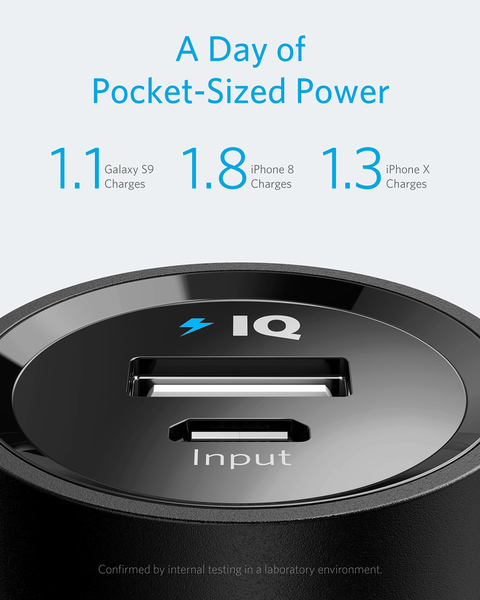 A Day of
Pocket-Sized Power
1.1 Galaxy S9 Charges
1.8 iPhone 8 Charges
1.3 iPhone X Charges
IQ
Input
Confirmed by internal testing in a laboratory environment.